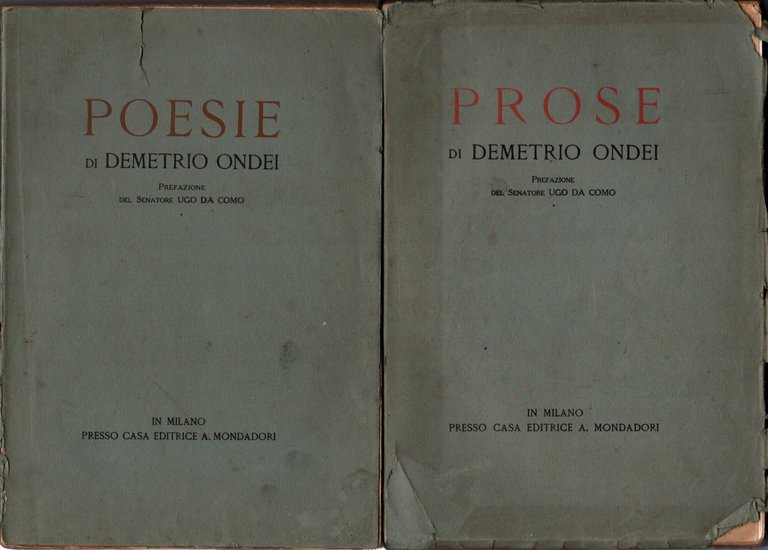 POESIE
DI DEMETRIO ONDEI
PREFAZIONE
DEL SENATORE UGO DA COMO
IN MILANO
PRESSO CASA EDITRICE A. MONDADORI
PROSE
DI DEMETRIO ONDEI
PREFAZIONE
DEL SENATORE UGO DA COMO
IN MILANO
PRESSO CASA EDITRICE A. MONDADORI